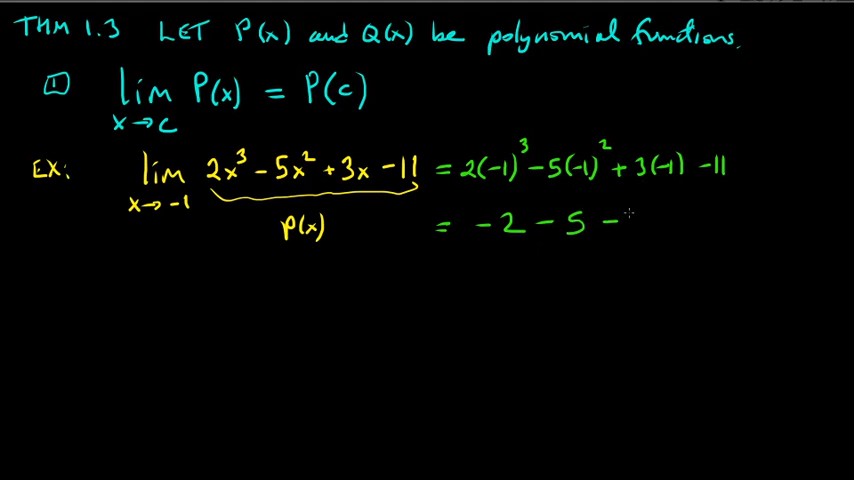 THM 1.3 LET P(x) and Q(x) be polynomial functions.
1 lim P(x) = P(c)
x→c
EX: lim 2x³ - 5x² + 3x - 11 = 2(-1)³ - 5(-1)² + 3(-1) - 11
x→ -1
P(x) = -2 - 5 -